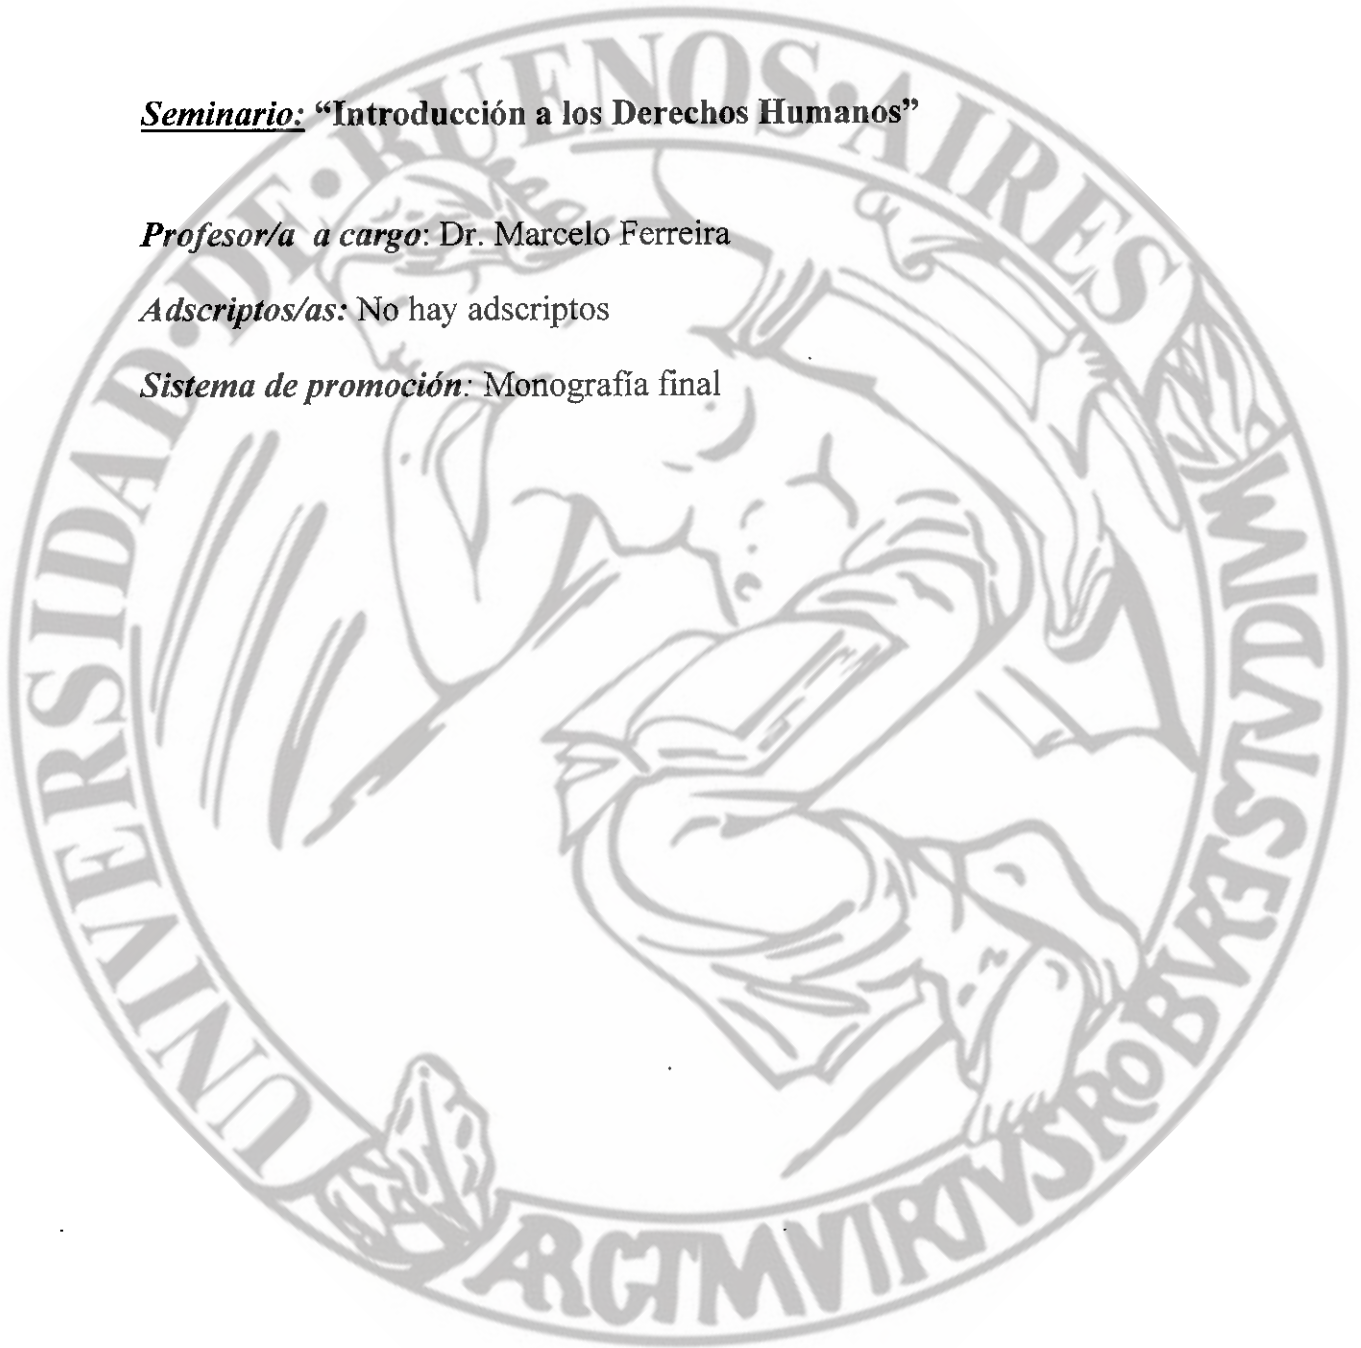 Seminario: “Introducción a los Derechos Humanos”
Profesor/a a cargo: Dr. Marcelo Ferreira
Adscriptos/as: No hay adscriptos
Sistema de promoción: Monografía final
UNIVERSIDAD•DE•BUENOS•AIRES
ARGTMVIRTVSROBVRETSTVDIVM